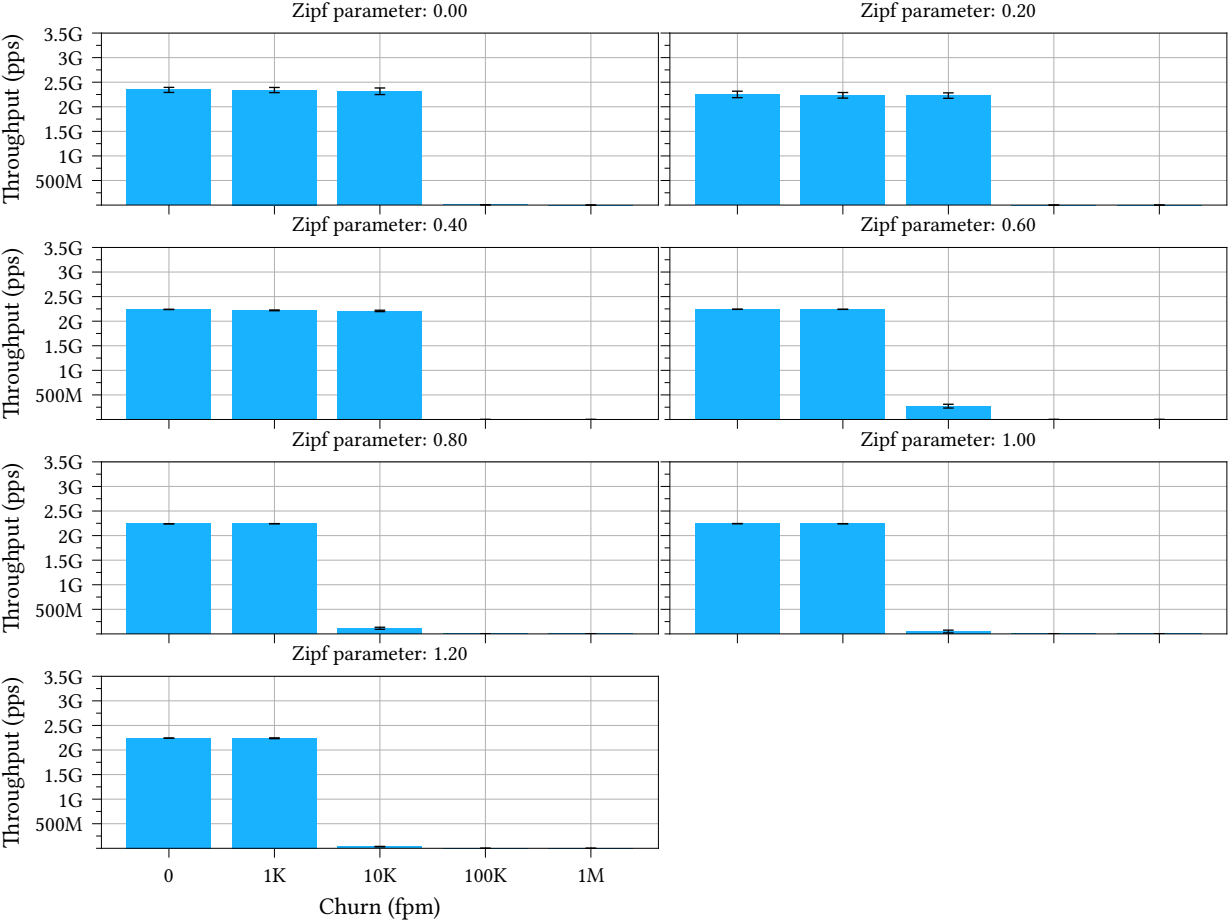 Zipf parameter: 0.00
Zipf parameter: 0.20
Throughput (pps)
3.5G
3G
2.5G
2G
1.5G
1G
500M
Zipf parameter: 0.40
Zipf parameter: 0.60
Throughput (pps)
3.5G
3G
2.5G
2G
1.5G
1G
500M
Zipf parameter: 0.80
Zipf parameter: 1.00
Throughput (pps)
3.5G
3G
2.5G
2G
1.5G
1G
500M
Zipf parameter: 1.20
Throughput (pps)
3.5G
3G
2.5G
2G
1.5G
1G
500M
0 1K 10K 100K 1M
Churn (fpm)